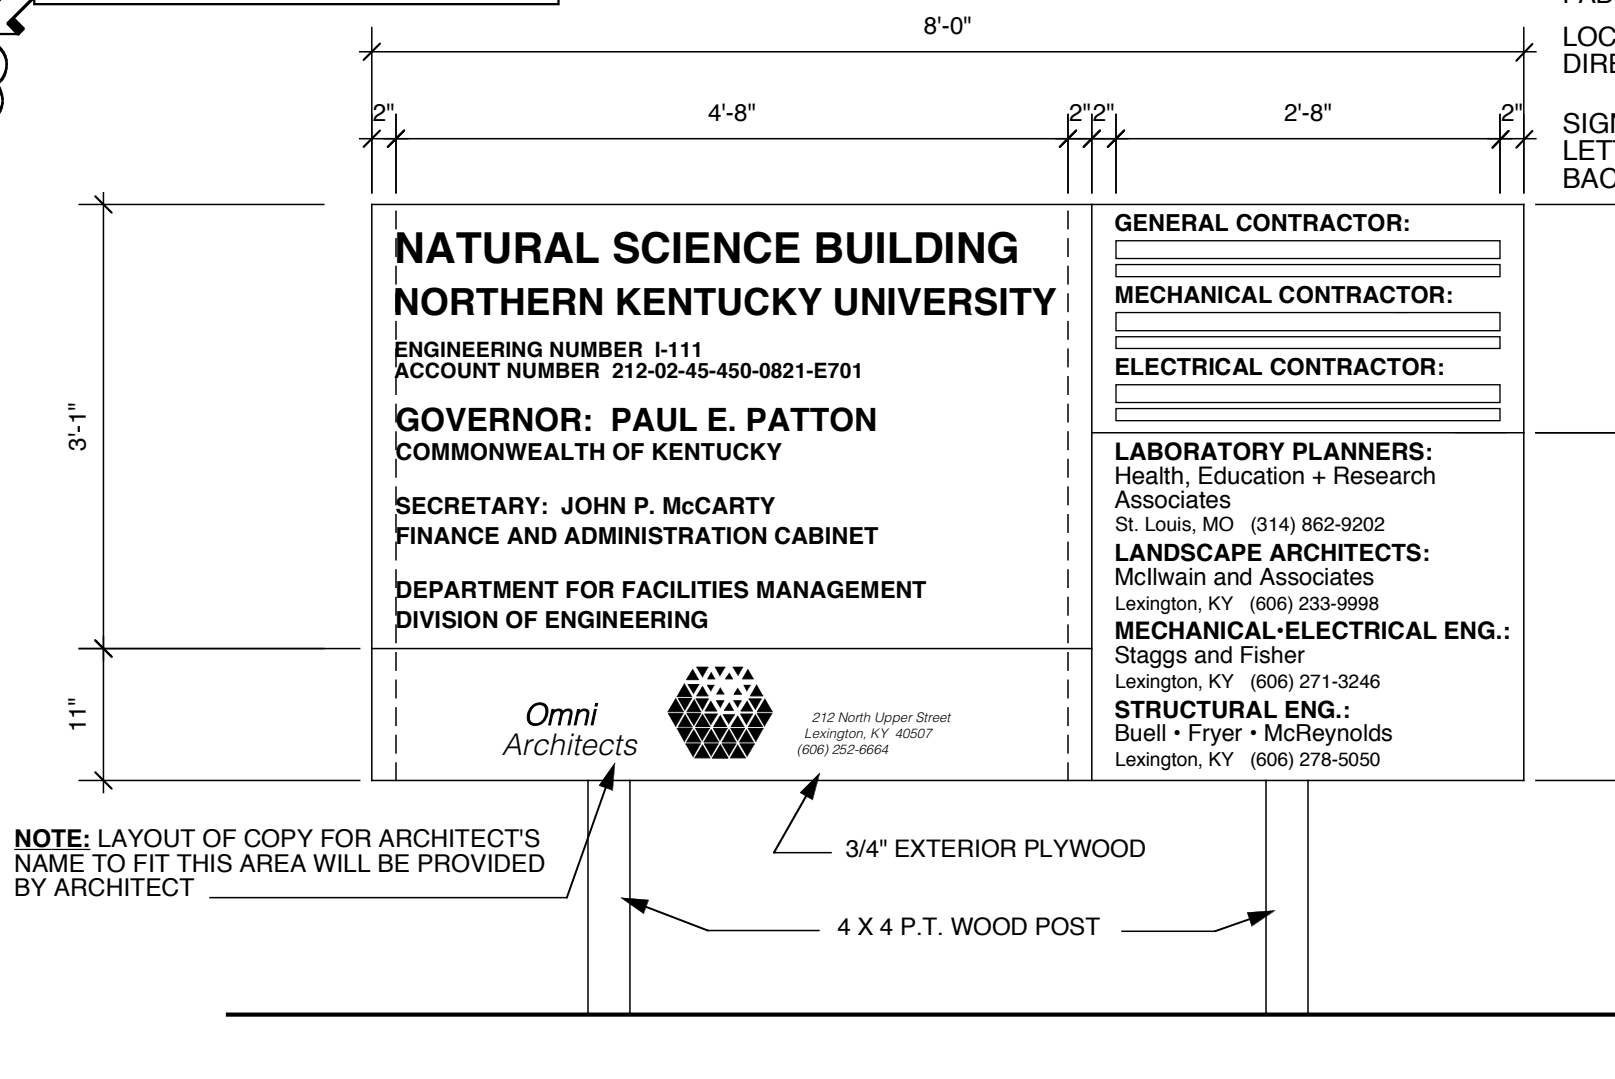 8'-0"
2" 4'-8" 2" 2" 2'-8" 2"
NATURAL SCIENCE BUILDING
NORTHERN KENTUCKY UNIVERSITY
ENGINEERING NUMBER I-111
ACCOUNT NUMBER 212-02-45-450-0821-E701
GOVERNOR: PAUL E. PATTON
COMMONWEALTH OF KENTUCKY
SECRETARY: JOHN P. McCARTY
FINANCE AND ADMINISTRATION CABINET
DEPARTMENT FOR FACILITIES MANAGEMENT
DIVISION OF ENGINEERING
3'-1"
11"
Omni
Architects
212 North Upper Street
Lexington, KY 40507
(606) 252-6664
GENERAL CONTRACTOR:
MECHANICAL CONTRACTOR:
ELECTRICAL CONTRACTOR:
LABORATORY PLANNERS:
Health, Education + Research
Associates
St. Louis, MO (314) 862-9202
LANDSCAPE ARCHITECTS:
McIlwain and Associates
Lexington, KY (606) 233-9998
MECHANICAL•ELECTRICAL ENG.:
Staggs and Fisher
Lexington, KY (606) 271-3246
STRUCTURAL ENG.:
Buell • Fryer • McReynolds
Lexington, KY (606) 278-5050
LOC
DIRE
SIGN
LETT
BAC
NOTE: LAYOUT OF COPY FOR ARCHITECT'S
NAME TO FIT THIS AREA WILL BE PROVIDED
BY ARCHITECT
3/4" EXTERIOR PLYWOOD
4 X 4 P.T. WOOD POST